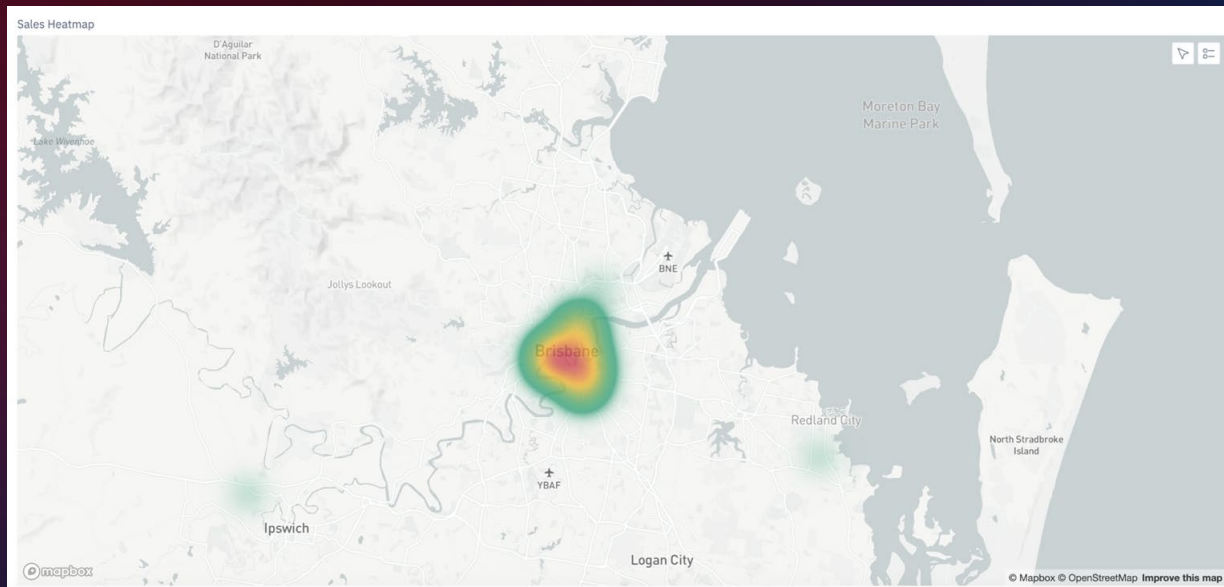 Sales Heatmap
D'Aguilar
National Park
Moreton Bay
Marine Park
Lake Wivenhoe
BNE
Jollys Lookout
Brisbane
Redland City
North Stradbroke
Island
YBAF
Ipswich
Logan City
mapbox
© Mapbox © OpenStreetMap Improve this map